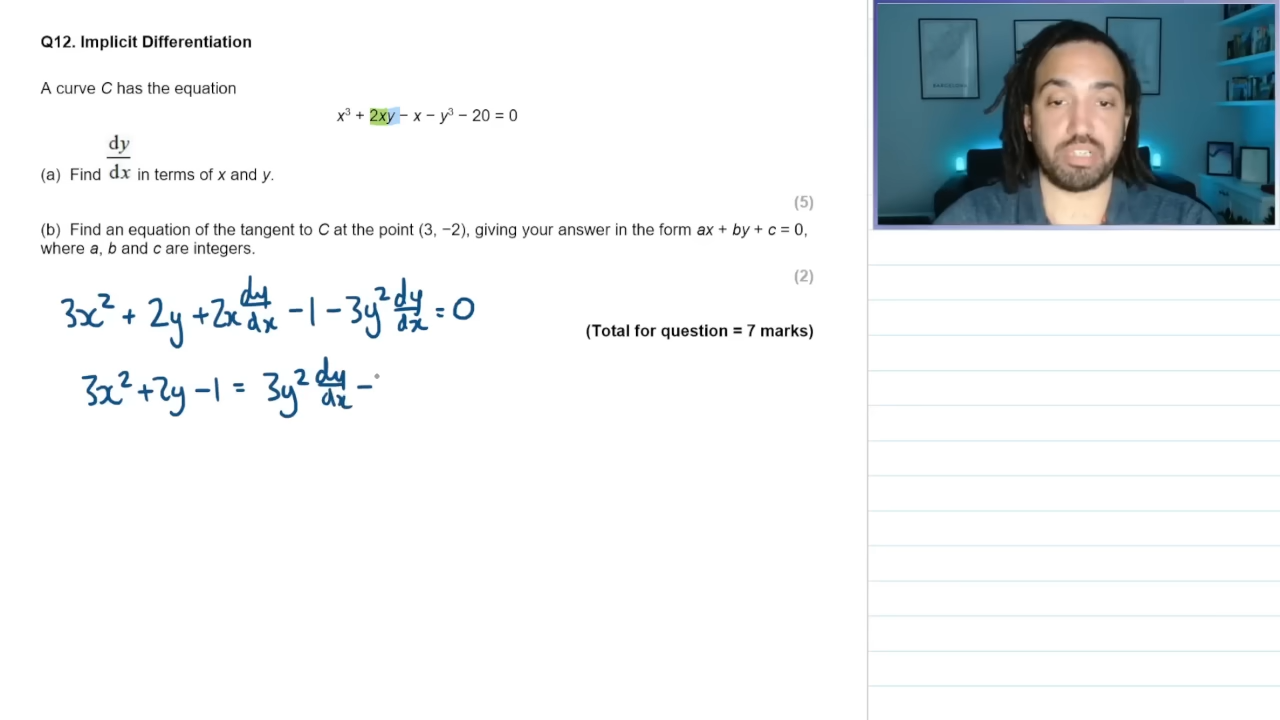 Q12. Implicit Differentiation
A curve C has the equation
x³ + 2xy − x − y³ − 20 = 0
(a) Find dy/dx in terms of x and y.
(5)
(b) Find an equation of the tangent to C at the point (3, −2), giving your answer in the form ax + by + c = 0,
where a, b and c are integers.
(2)
3x² + 2y + 2x dy/dx − 1 − 3y² dy/dx = 0
(Total for question = 7 marks)
3x² + 2y − 1 = 3y² dy/dx −
BARCELONA